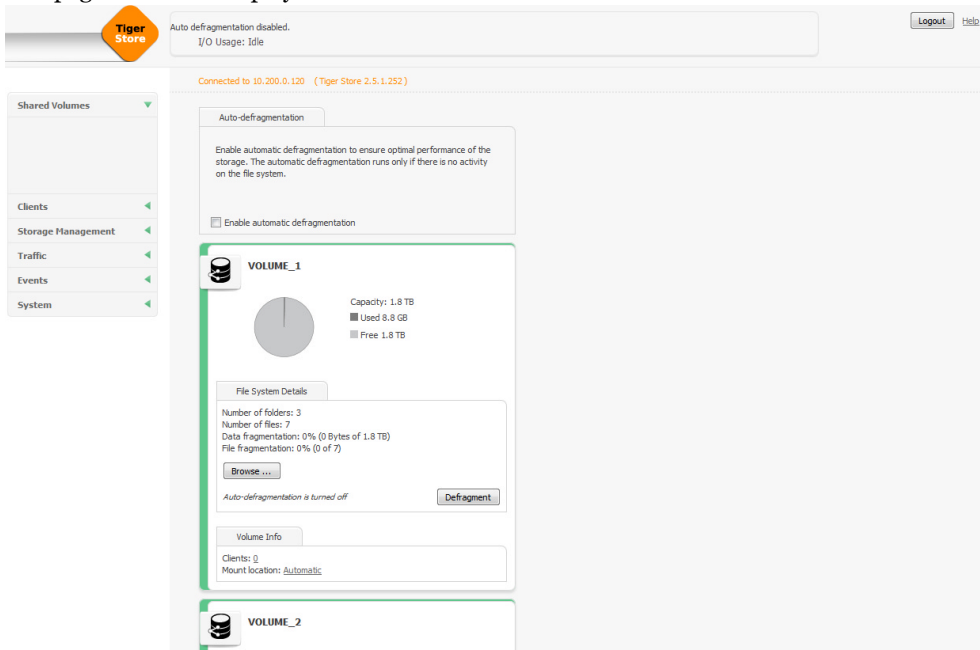 Tiger
Store
Auto defragmentation disabled.
I/O Usage: Idle
Logout Help
Connected to 10.200.0.120 (Tiger Store 2.5.1.252)
Shared Volumes
Clients
Storage Management
Traffic
Events
System
Auto-defragmentation
Enable automatic defragmentation to ensure optimal performance of the
storage. The automatic defragmentation runs only if there is no activity
on the file system.
Enable automatic defragmentation
VOLUME_1
Capacity: 1.8 TB
Used 8.8 GB
Free 1.8 TB
File System Details
Number of folders: 3
Number of files: 7
Data fragmentation: 0% (0 Bytes of 1.8 TB)
File fragmentation: 0% (0 of 7)
Browse ...
Auto-defragmentation is turned off
Defragment
Volume Info
Clients: 0
Mount location: Automatic
VOLUME_2